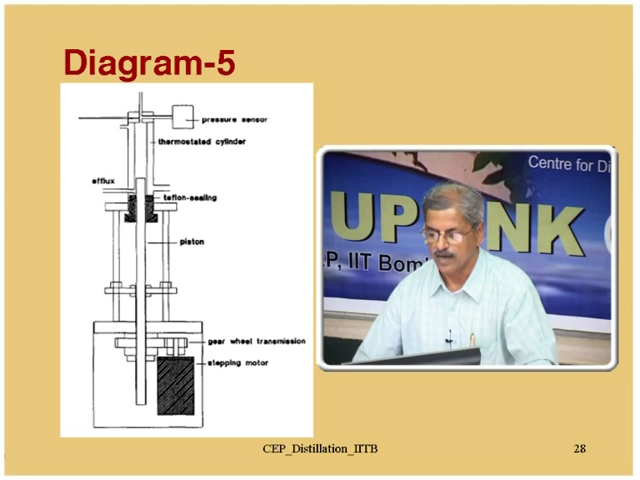 Diagram-5
pressure sensor
thermostated cylinder
efflux
teflon-sealing
piston
gear wheel transmission
stepping motor
Centre for Di
UP NK
P, IIT Bom
CEP_Distillation_IITB
28